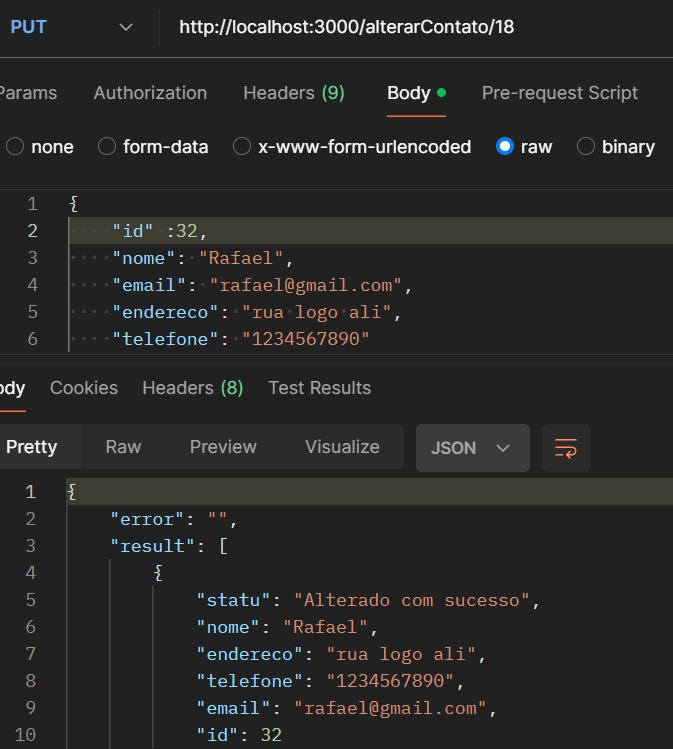 PUT http://localhost:3000/alterarContato/18
Params Authorization Headers (9) Body Pre-request Script
none form-data x-www-form-urlencoded raw binary
1 {
2 "id" :32,
3 "nome": "Rafael",
4 "email": "rafael@gmail.com",
5 "endereco": "rua logo ali",
6 "telefone": "1234567890"
ody Cookies Headers (8) Test Results
Pretty Raw Preview Visualize JSON
1 {
2 "error": "",
3 "result": [
4 {
5 "statu": "Alterado com sucesso",
6 "nome": "Rafael",
7 "endereco": "rua logo ali",
8 "telefone": "1234567890",
9 "email": "rafael@gmail.com",
10 "id": 32